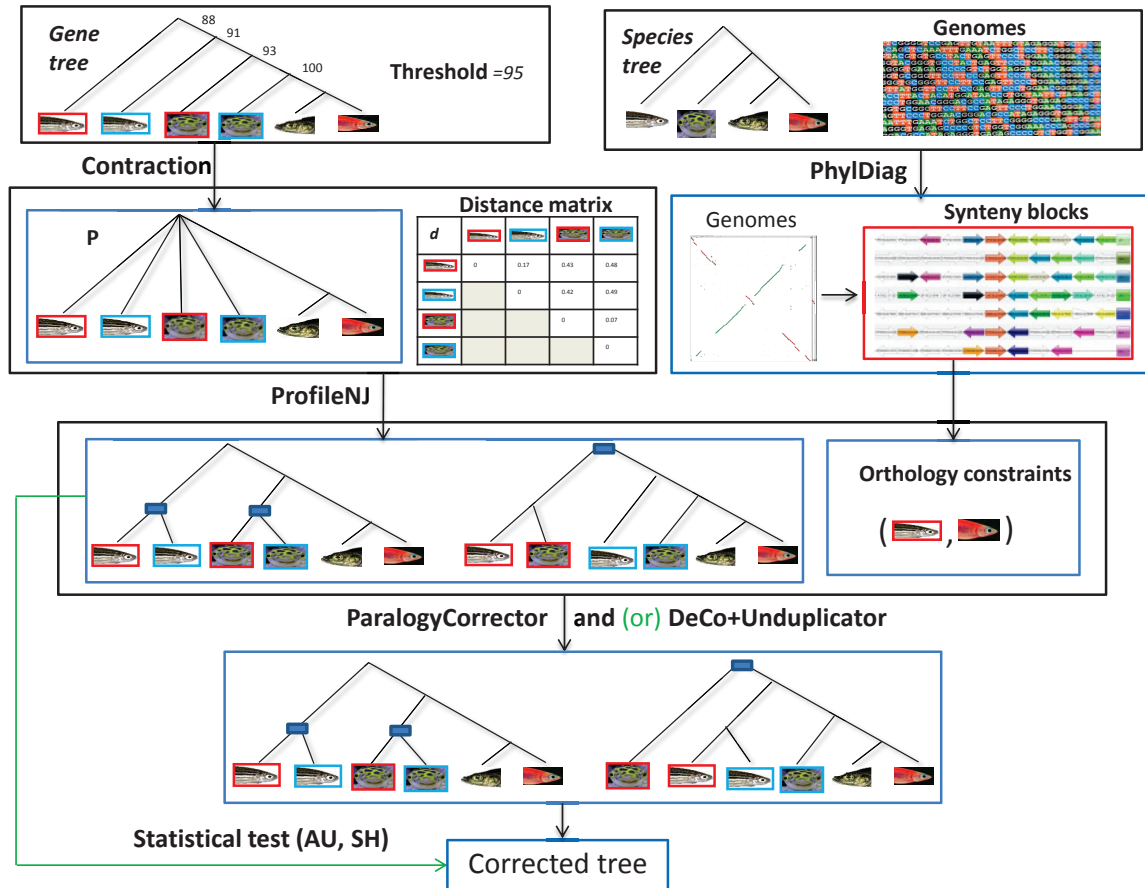 Gene tree
88
91
93
100
Threshold =95
Species tree
Genomes
Contraction
PhylDiag
P
Distance matrix
d
0 0.17 0.43 0.48
0 0.42 0.49
0 0.07
0
Genomes
Synteny blocks
ProfileNJ
Orthology constraints
( , )
ParalogyCorrector and (or) DeCo+Unduplicator
Statistical test (AU, SH)
Corrected tree